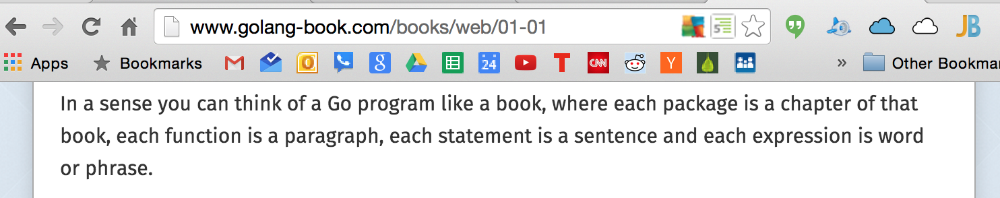 www.golang-book.com/books/web/01-01
JB
Apps Bookmarks 24 T CNN Y » Other Bookma
In a sense you can think of a Go program like a book, where each package is a chapter of that
book, each function is a paragraph, each statement is a sentence and each expression is word
or phrase.